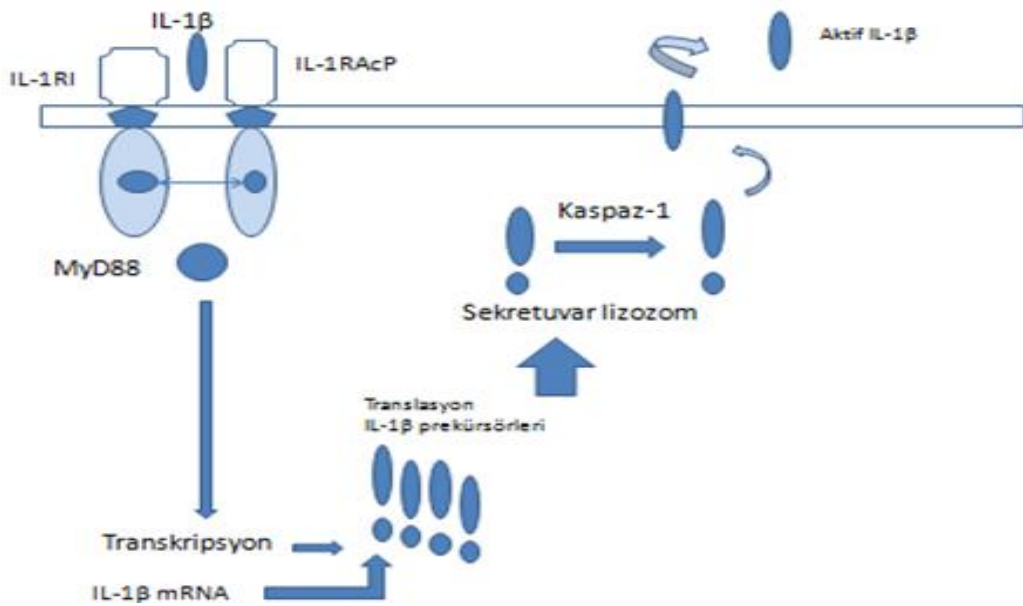 IL-1β
Aktif IL-1β
IL-1RI
IL-1RAcP
Kaspaz-1
MyD88
Sekretuvar lizozom
Translasyon
IL-1β prekürsörleri
Transkripsyon
IL-1β mRNA